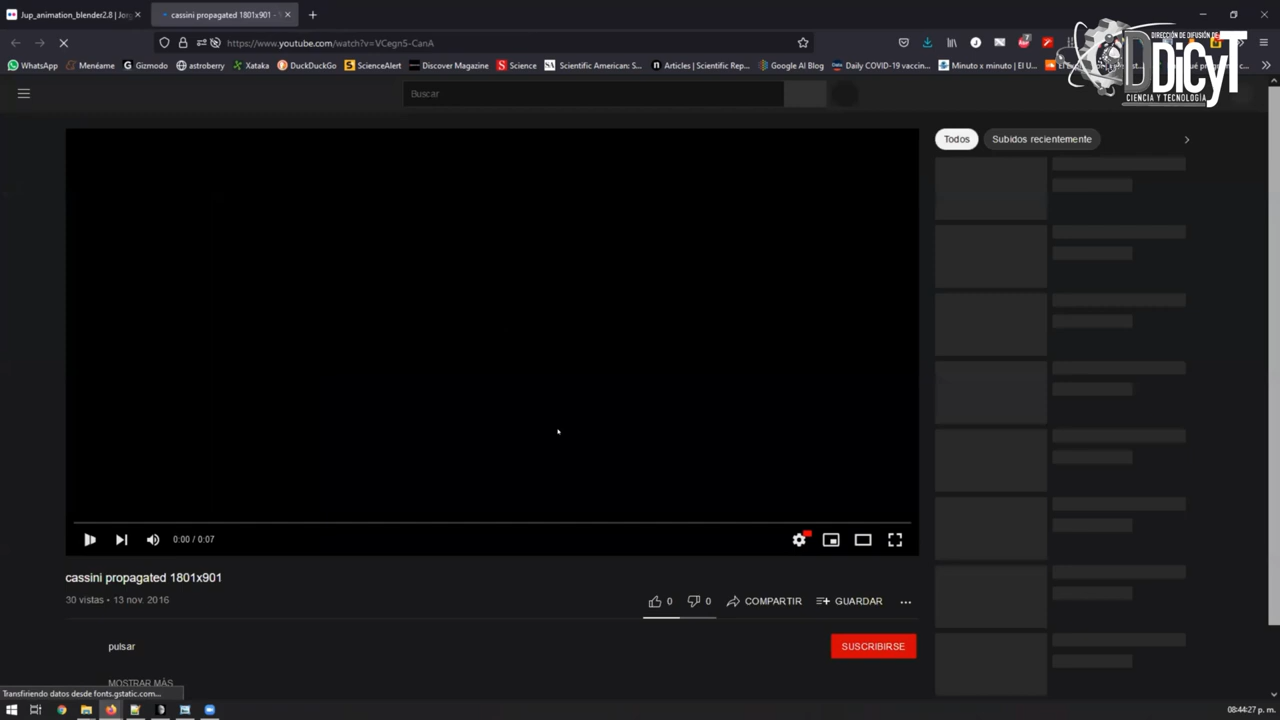 Jup_animation_blender2.8 | Jorg
cassini propagated 1801x901 -
https://www.youtube.com/watch?v=VCegnS-CanA
WhatsApp Menéame Gizmodo astroberry Xataka DuckDuckGo ScienceAlert Discover Magazine Science Scientific American: S... Articles | Scientific Rep... Google AI Blog Daily COVID-19 vaccin... Minuto x minuto | El U...
DIRECCIÓN DE DIFUSIÓN DE
DDiCyT
CIENCIA Y TECNOLOGÍA
Buscar
Todos Subidos recientemente
0:00 / 0:07
cassini propagated 1801x901
30 vistas • 13 nov. 2016
0 0 COMPARTIR GUARDAR
pulsar
SUSCRIBIRSE
MOSTRAR MÁS
Transfiriendo datos desde fonts.gstatic.com...
08:44:27 p. m.